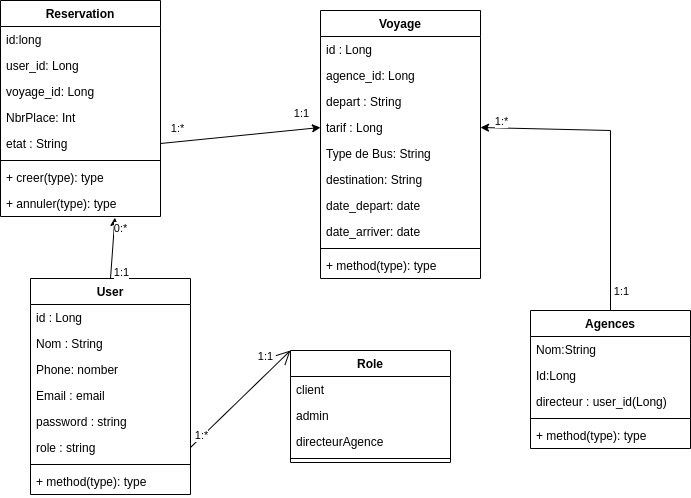 Reservation
id:long
user_id: Long
voyage_id: Long
NbrPlace: Int
etat : String
+ creer(type): type
+ annuler(type): type
Voyage
id : Long
agence_id: Long
depart : String
tarif : Long
Type de Bus: String
destination: String
date_depart: date
date_arriver: date
+ method(type): type
1:*
1:1
1:*
1:1
0:*
1:1
User
id : Long
Nom : String
Phone: nomber
Email : email
password : string
role : string
+ method(type): type
1:*
1:1
Role
client
admin
directeurAgence
Agences
Nom:String
Id:Long
directeur : user_id(Long)
+ method(type): type